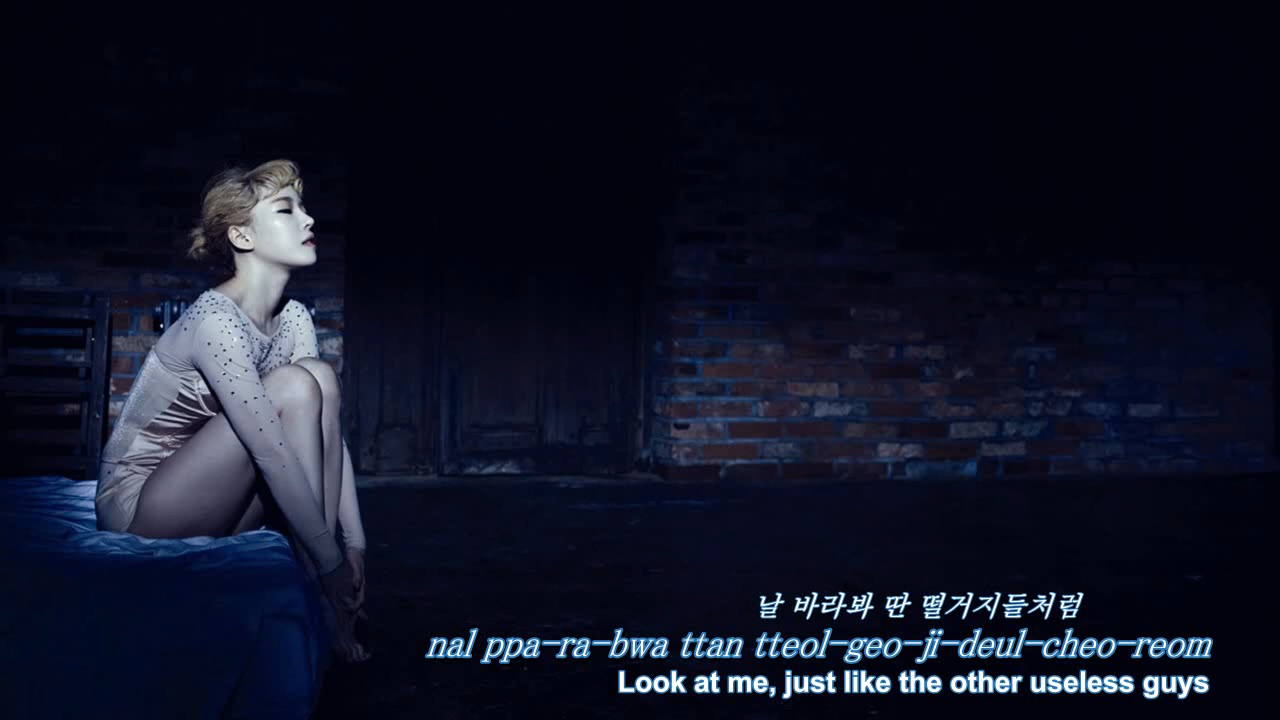 날 바라봐 딴 떨거지들처럼
nal ppa-ra-bwa ttan tteol-geo-ji-deul-cheo-reom
Look at me, just like the other useless guys